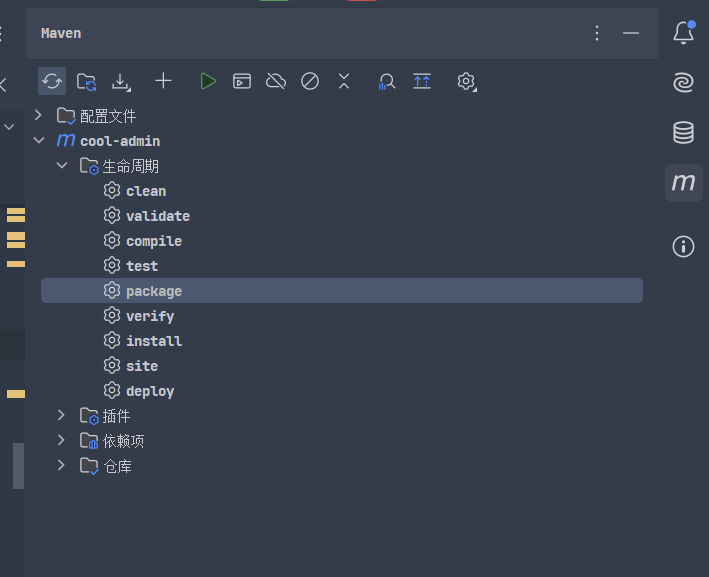 Maven
配置文件
cool-admin
生命周期
clean
validate
compile
test
package
verify
install
site
deploy
插件
依赖项
仓库